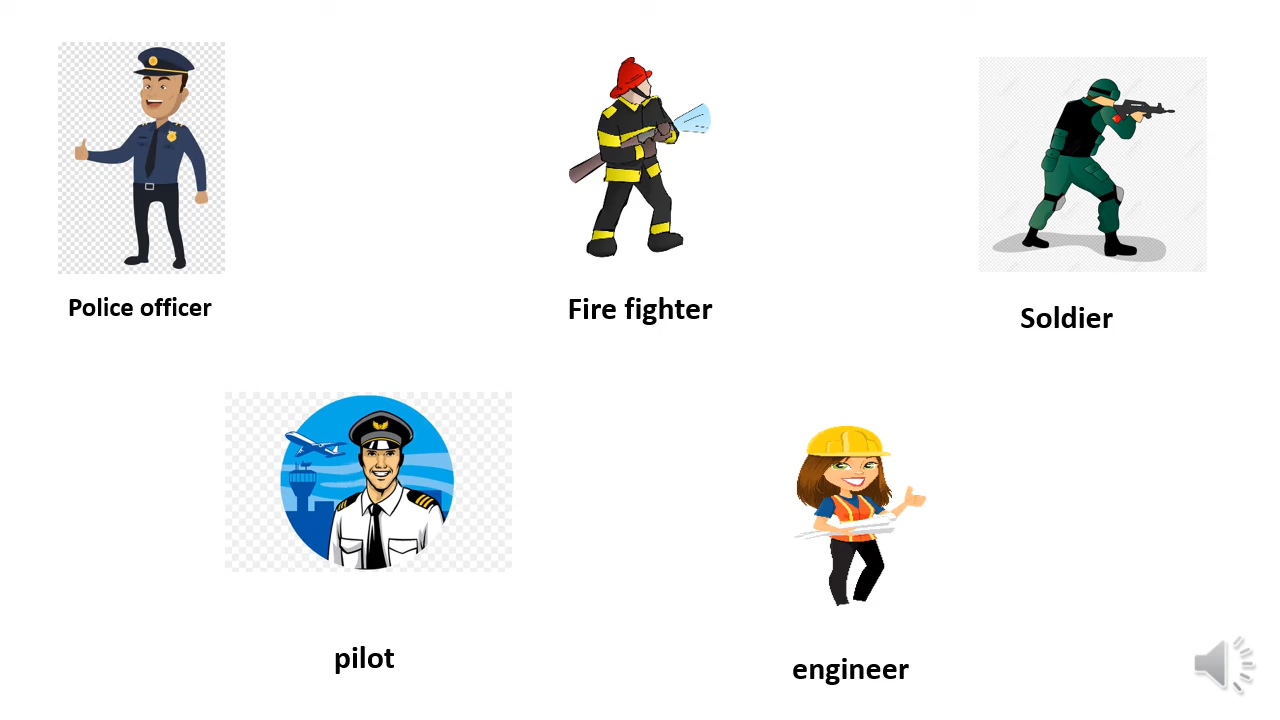 Police officer
Fire fighter
Soldier
pilot
engineer